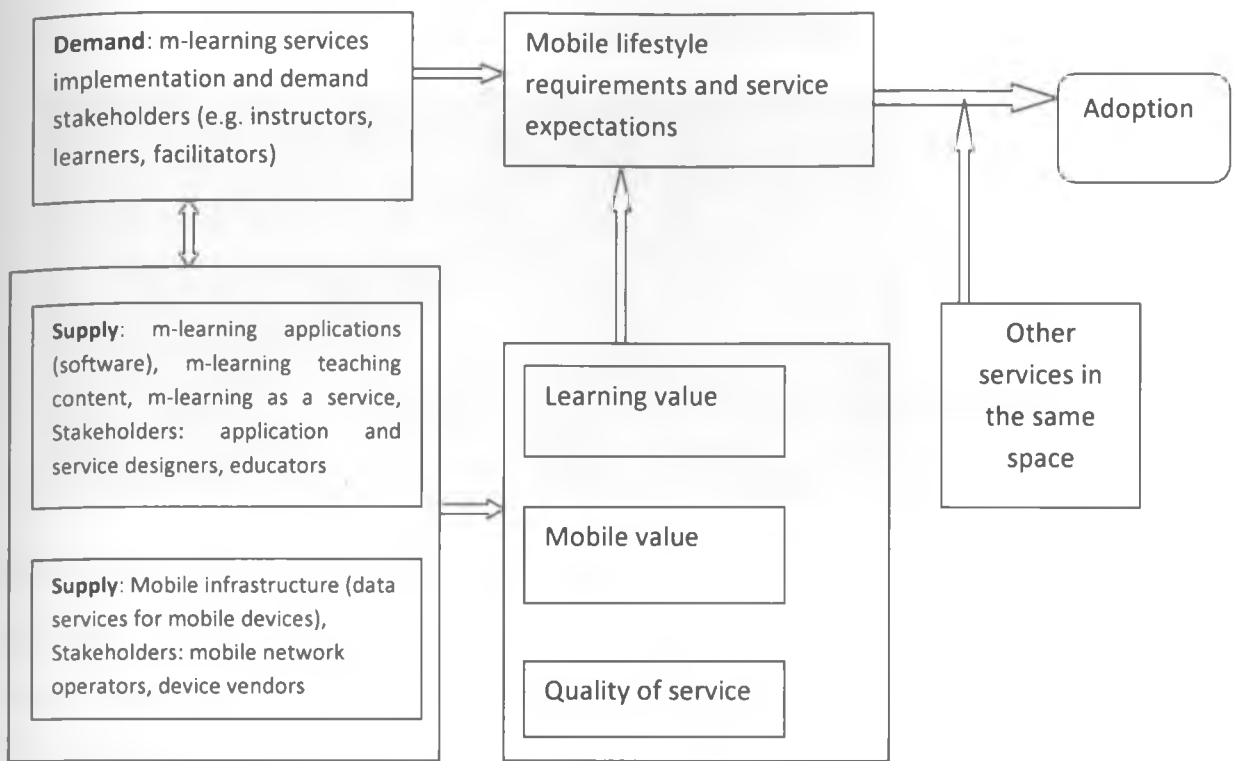 Demand: m-learning services
implementation and demand
stakeholders (e.g. instructors,
learners, facilitators)
Mobile lifestyle
requirements and service
expectations
Adoption
Supply: m-learning applications
(software), m-learning teaching
content, m-learning as a service,
Stakeholders: application and
service designers, educators
Supply: Mobile infrastructure (data
services for mobile devices),
Stakeholders: mobile network
operators, device vendors
Learning value
Mobile value
Quality of service
Other
services in
the same
space